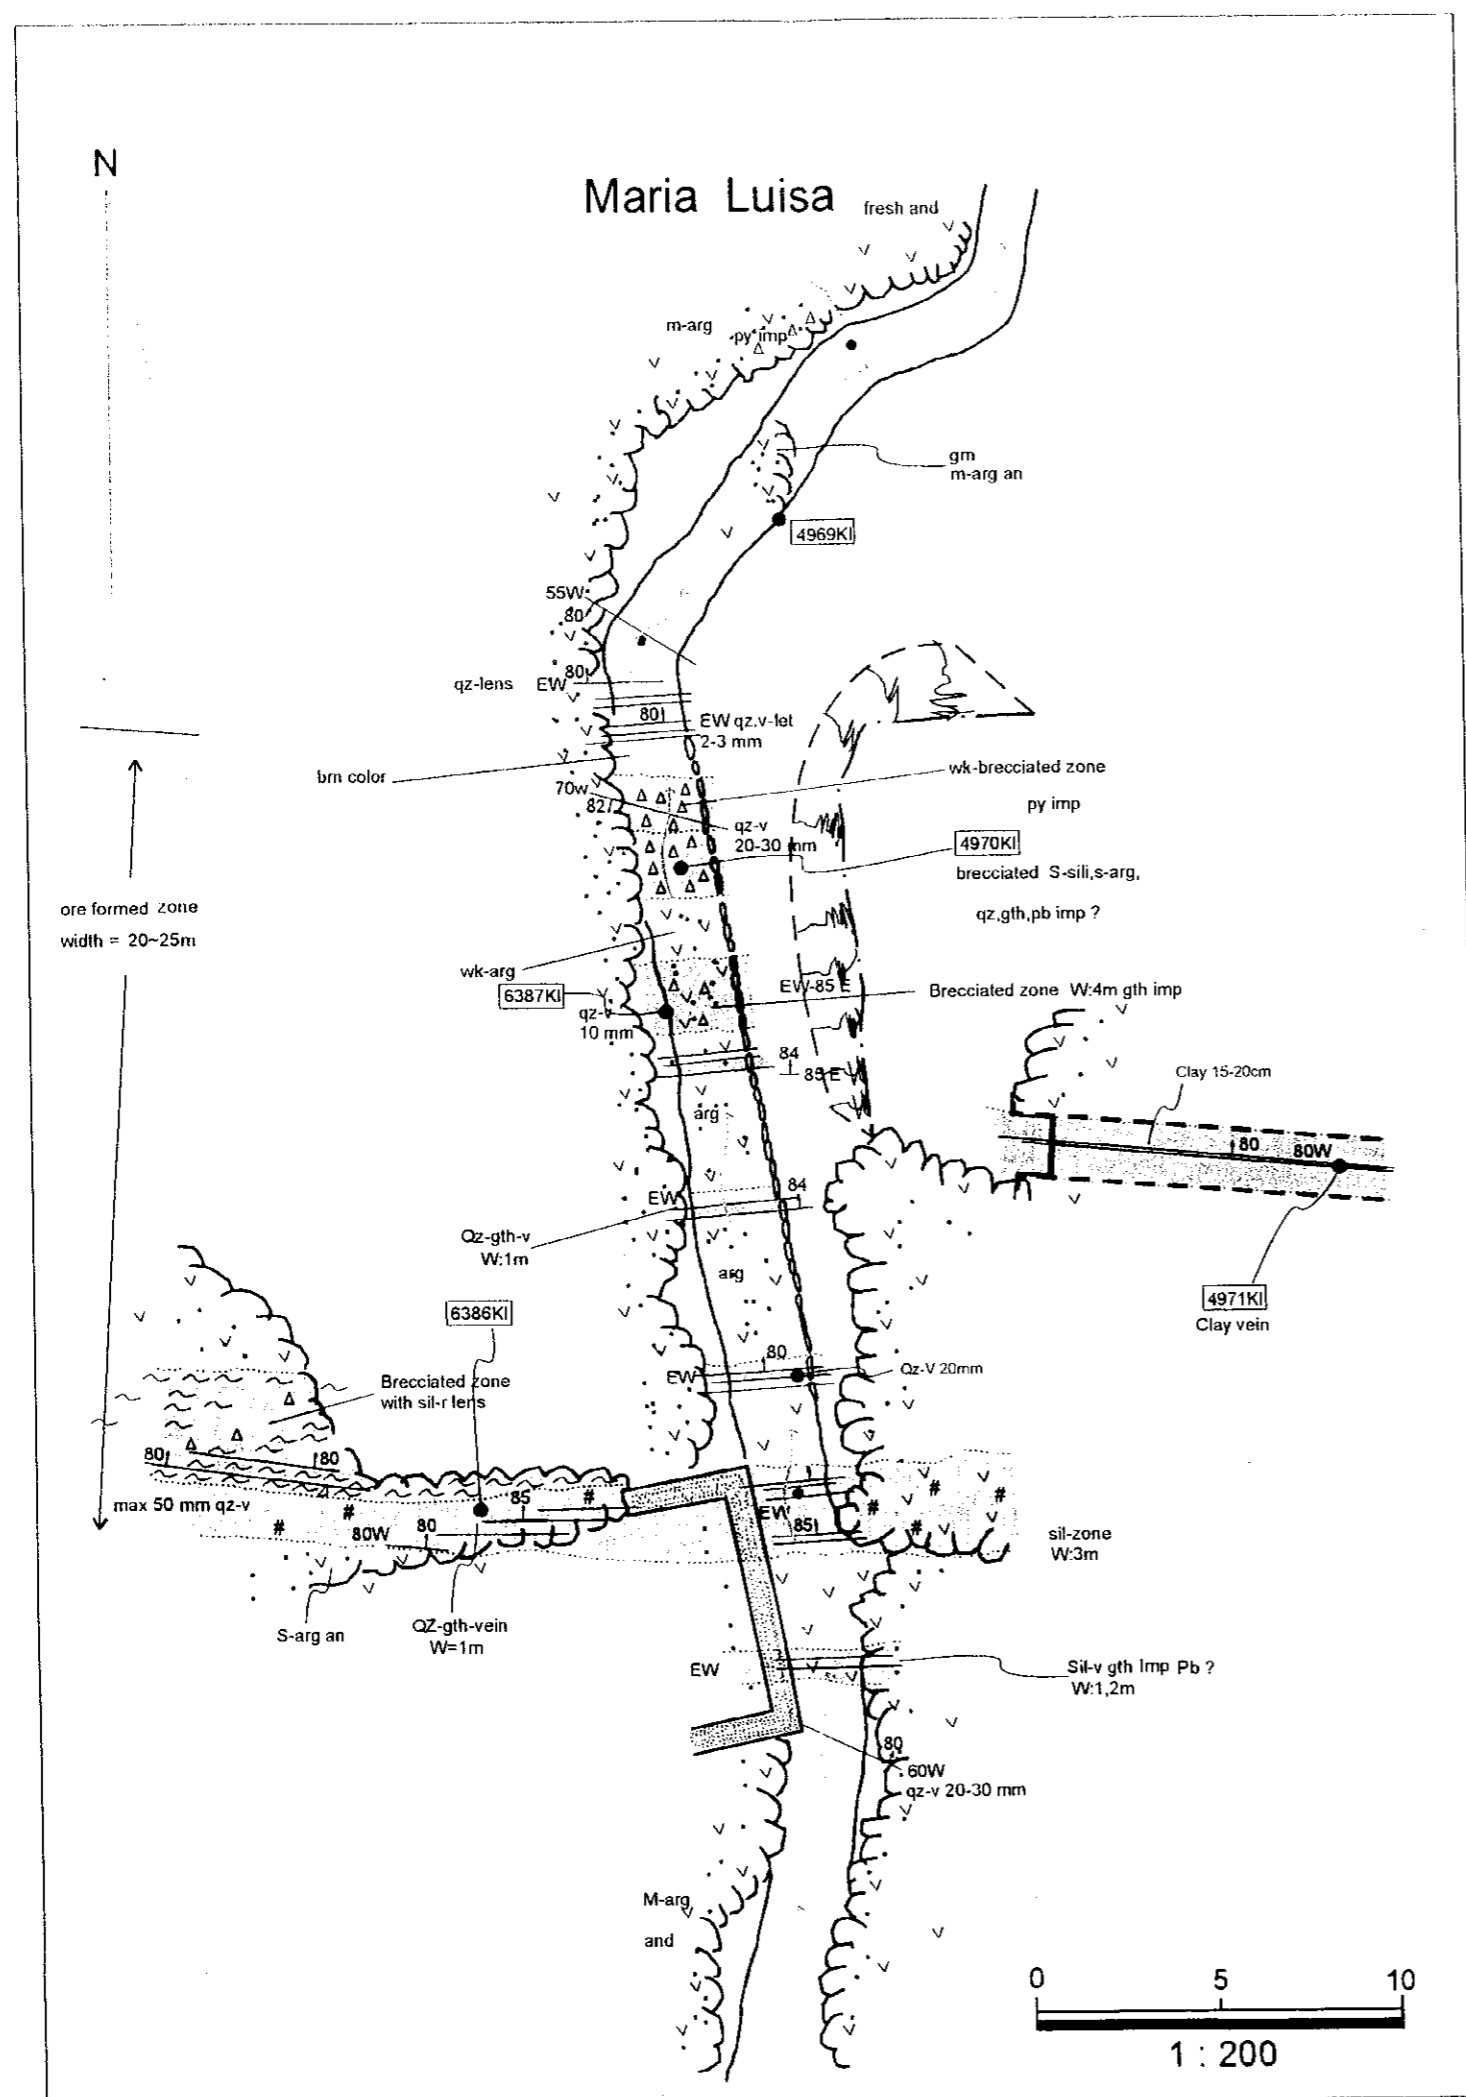 N
Maria Luisa
fresh and
m-arg
py imp
grn
m-arg an
4969KI
55W
80
80
qz-lens EW
80
EW qz.v-let
2-3 mm
brn color
wk-brecciated zone
70w
82
py imp
qz-v
20-30 mm
4970KI
brecciated S-sili,s-arg,
qz,gth,pb imp ?
ore formed zone
width = 20~25m
wk-arg
6387KI
EW-85 E
Brecciated zone W:4m gth imp
qz-v
10 mm
84
85 E
Clay 15-20cm
arg
80
80W
EW
84
Qz-gth-v
W:1m
arg
4971KI
Clay vein
6386KI
80
EW
Qz-V 20mm
Brecciated zone
with sil-r lens
80
80
max 50 mm qz-v
85
#
#
#
80W
80
EW
85
#
#
#
#
sil-zone
W:3m
S-arg an
QZ-gth-vein
W=1m
EW
Sil-v gth Imp Pb ?
W:1,2m
80
60W
qz-v 20-30 mm
M-arg
and
0 5 10
1 : 200